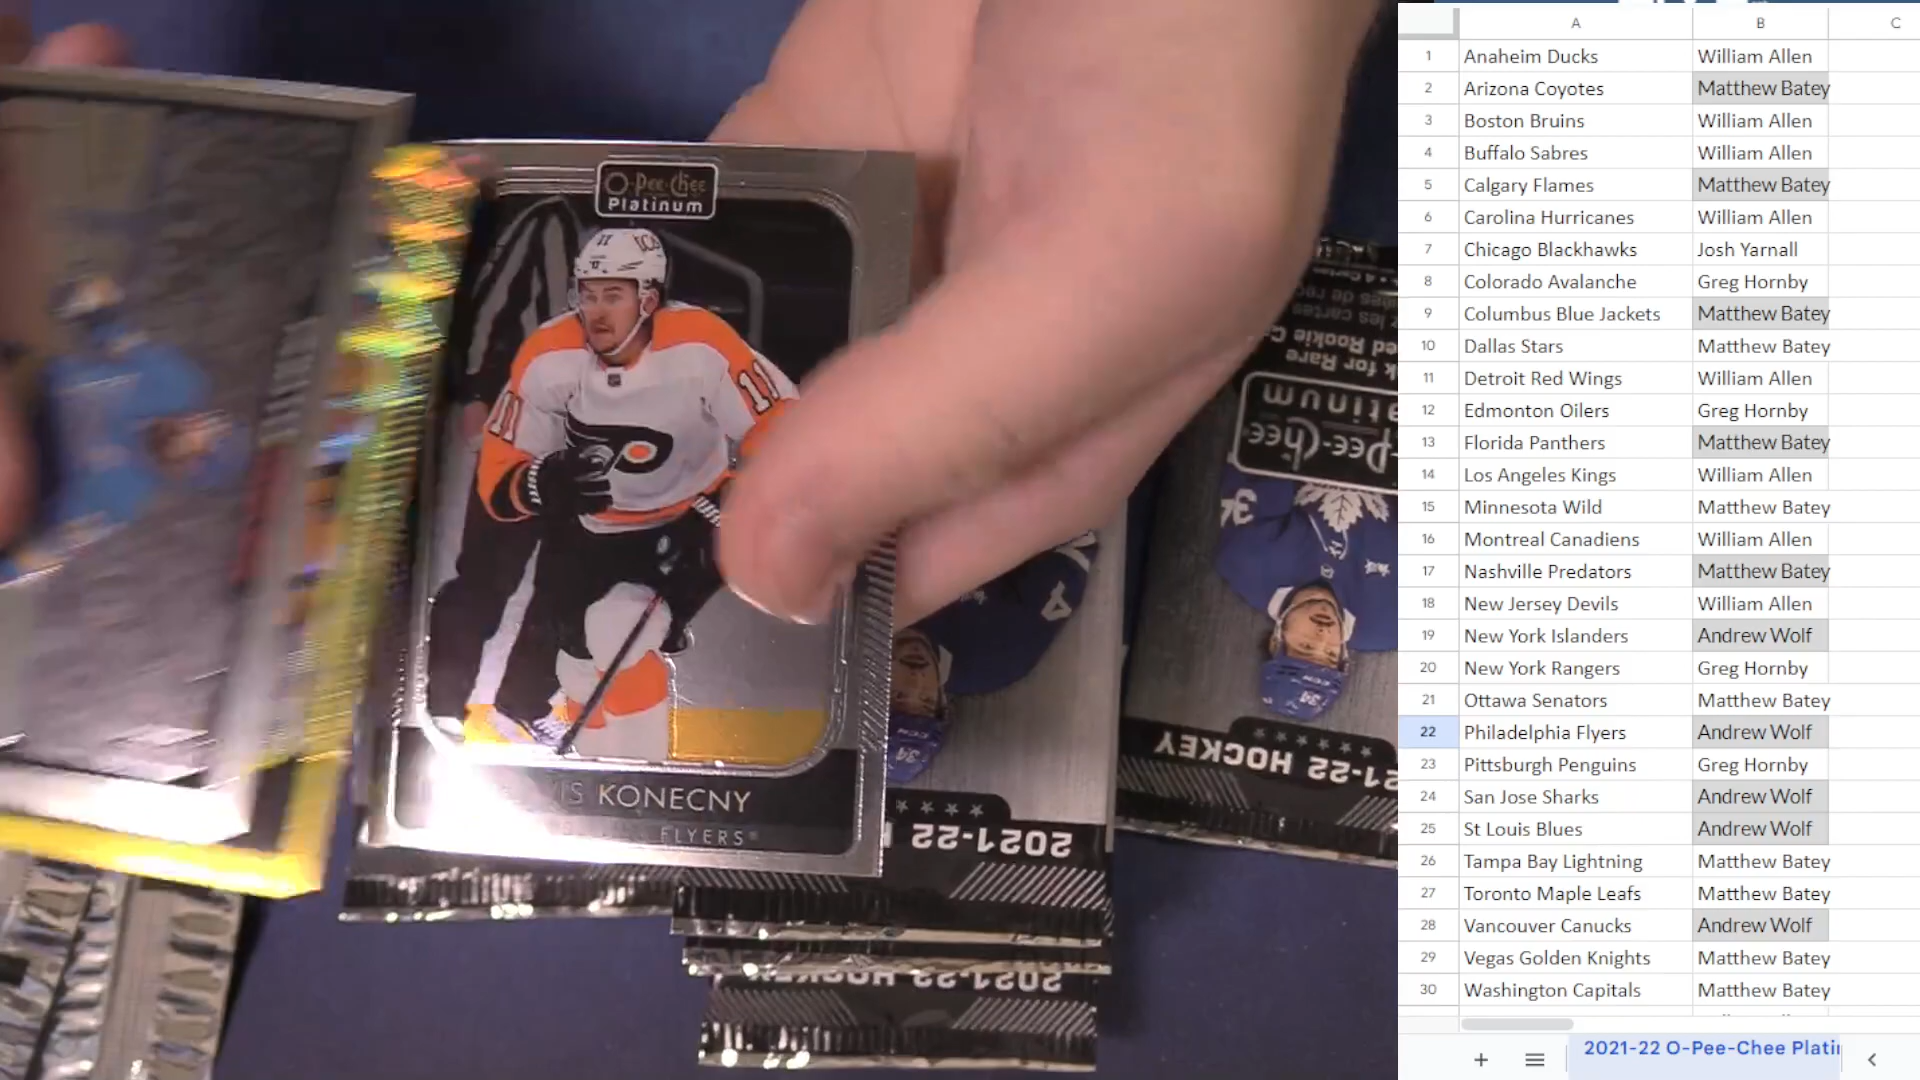 O-Pee-Chee
Platinum
11
11
VIS KONECNY
FLYERS
2021-22
HOCKEY
2021-22 HOCKEY
34
34
A B C
1 Anaheim Ducks William Allen
2 Arizona Coyotes Matthew Batey
3 Boston Bruins William Allen
4 Buffalo Sabres William Allen
5 Calgary Flames Matthew Batey
6 Carolina Hurricanes William Allen
7 Chicago Blackhawks Josh Yarnall
8 Colorado Avalanche Greg Hornby
9 Columbus Blue Jackets Matthew Batey
10 Dallas Stars Matthew Batey
11 Detroit Red Wings William Allen
12 Edmonton Oilers Greg Hornby
13 Florida Panthers Matthew Batey
14 Los Angeles Kings William Allen
15 Minnesota Wild Matthew Batey
16 Montreal Canadiens William Allen
17 Nashville Predators Matthew Batey
18 New Jersey Devils William Allen
19 New York Islanders Andrew Wolf
20 New York Rangers Greg Hornby
21 Ottawa Senators Matthew Batey
22 Philadelphia Flyers Andrew Wolf
23 Pittsburgh Penguins Greg Hornby
24 San Jose Sharks Andrew Wolf
25 St Louis Blues Andrew Wolf
26 Tampa Bay Lightning Matthew Batey
27 Toronto Maple Leafs Matthew Batey
28 Vancouver Canucks Andrew Wolf
29 Vegas Golden Knights Matthew Batey
30 Washington Capitals Matthew Batey
2021-22 O-Pee-Chee Platin